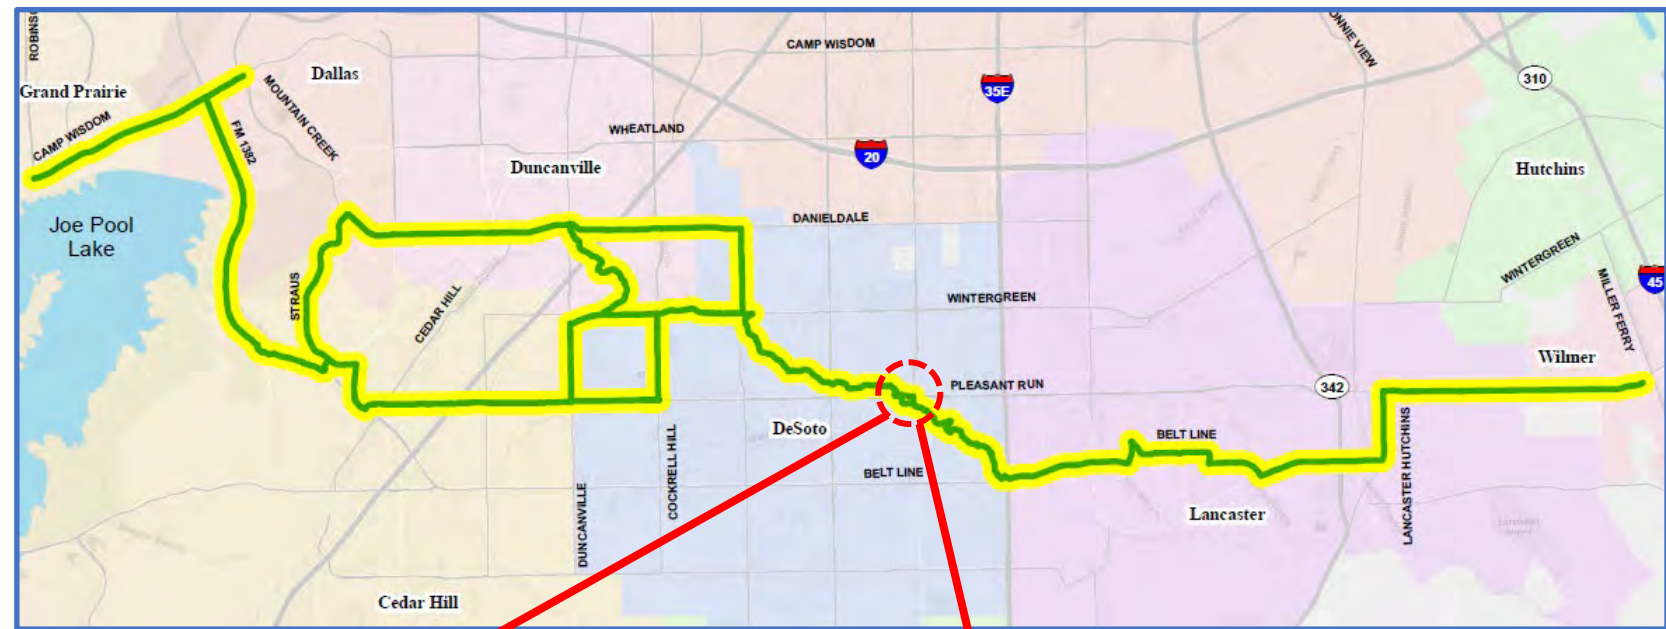 ROBINSO
Grand Prairie
CAMP WISDOM
Dallas
MOUNTAIN CREEK
FM 1382
Joe Pool
Lake
STRAUS
CEDAR HILL
Cedar Hill
WHEATLAND
Duncanville
CAMP WISDOM
35E
20
DANIELDALE
WINTERGREEN
PLEASANT RUN
DeSoto
BELT LINE
DUNCANVILLE
COCKRELL HILL
ONNIE VIEW
310
Hutchins
WINTERGREEN
MILLER FERRY
45
Wilmer
342
BELT LINE
LANCASTER HUTCHINS
Lancaster